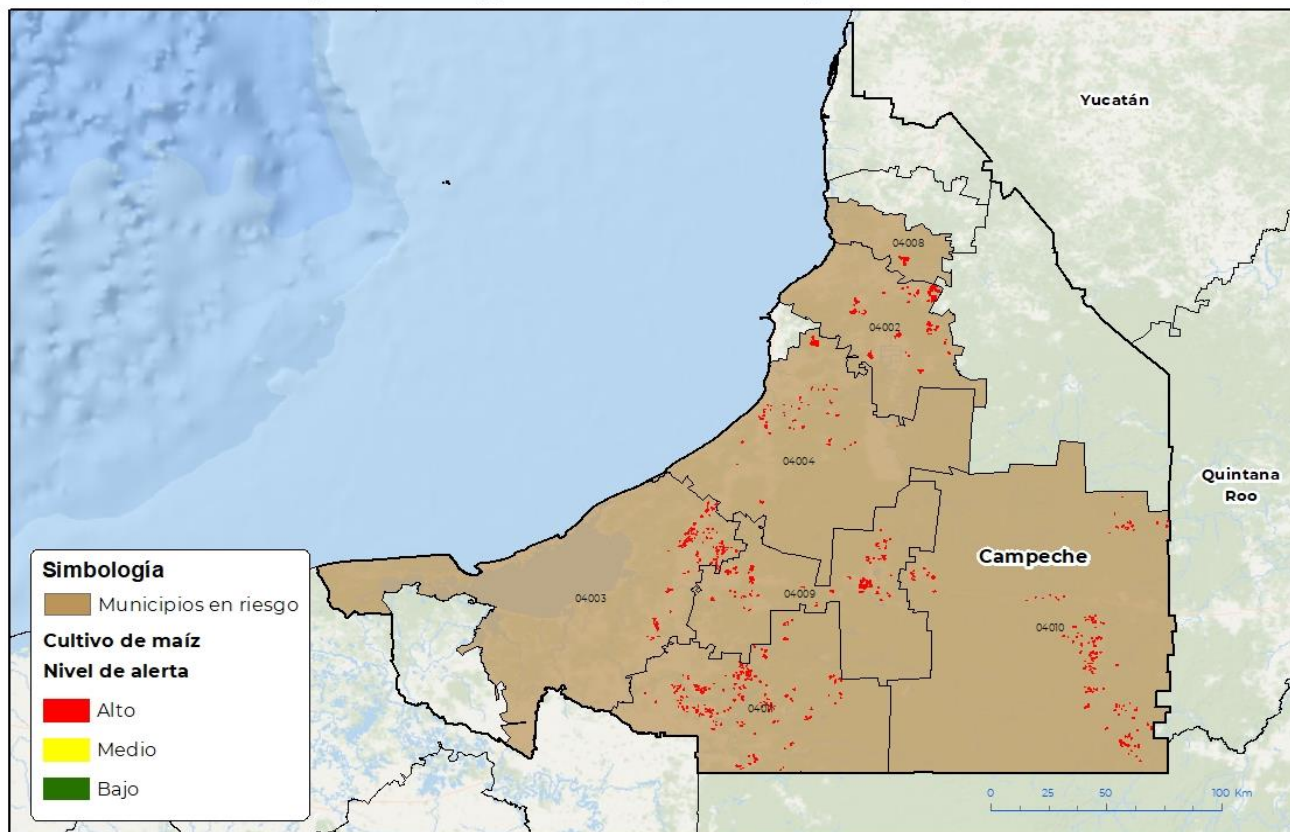 Yucatán
04008
04002
Quintana
Roo
04004
Campeche
04003
04009
04010
Simbología
Municipios en riesgo
Cultivo de maíz
Nivel de alerta
Alto
Medio
Bajo
0 25 50 100 Km